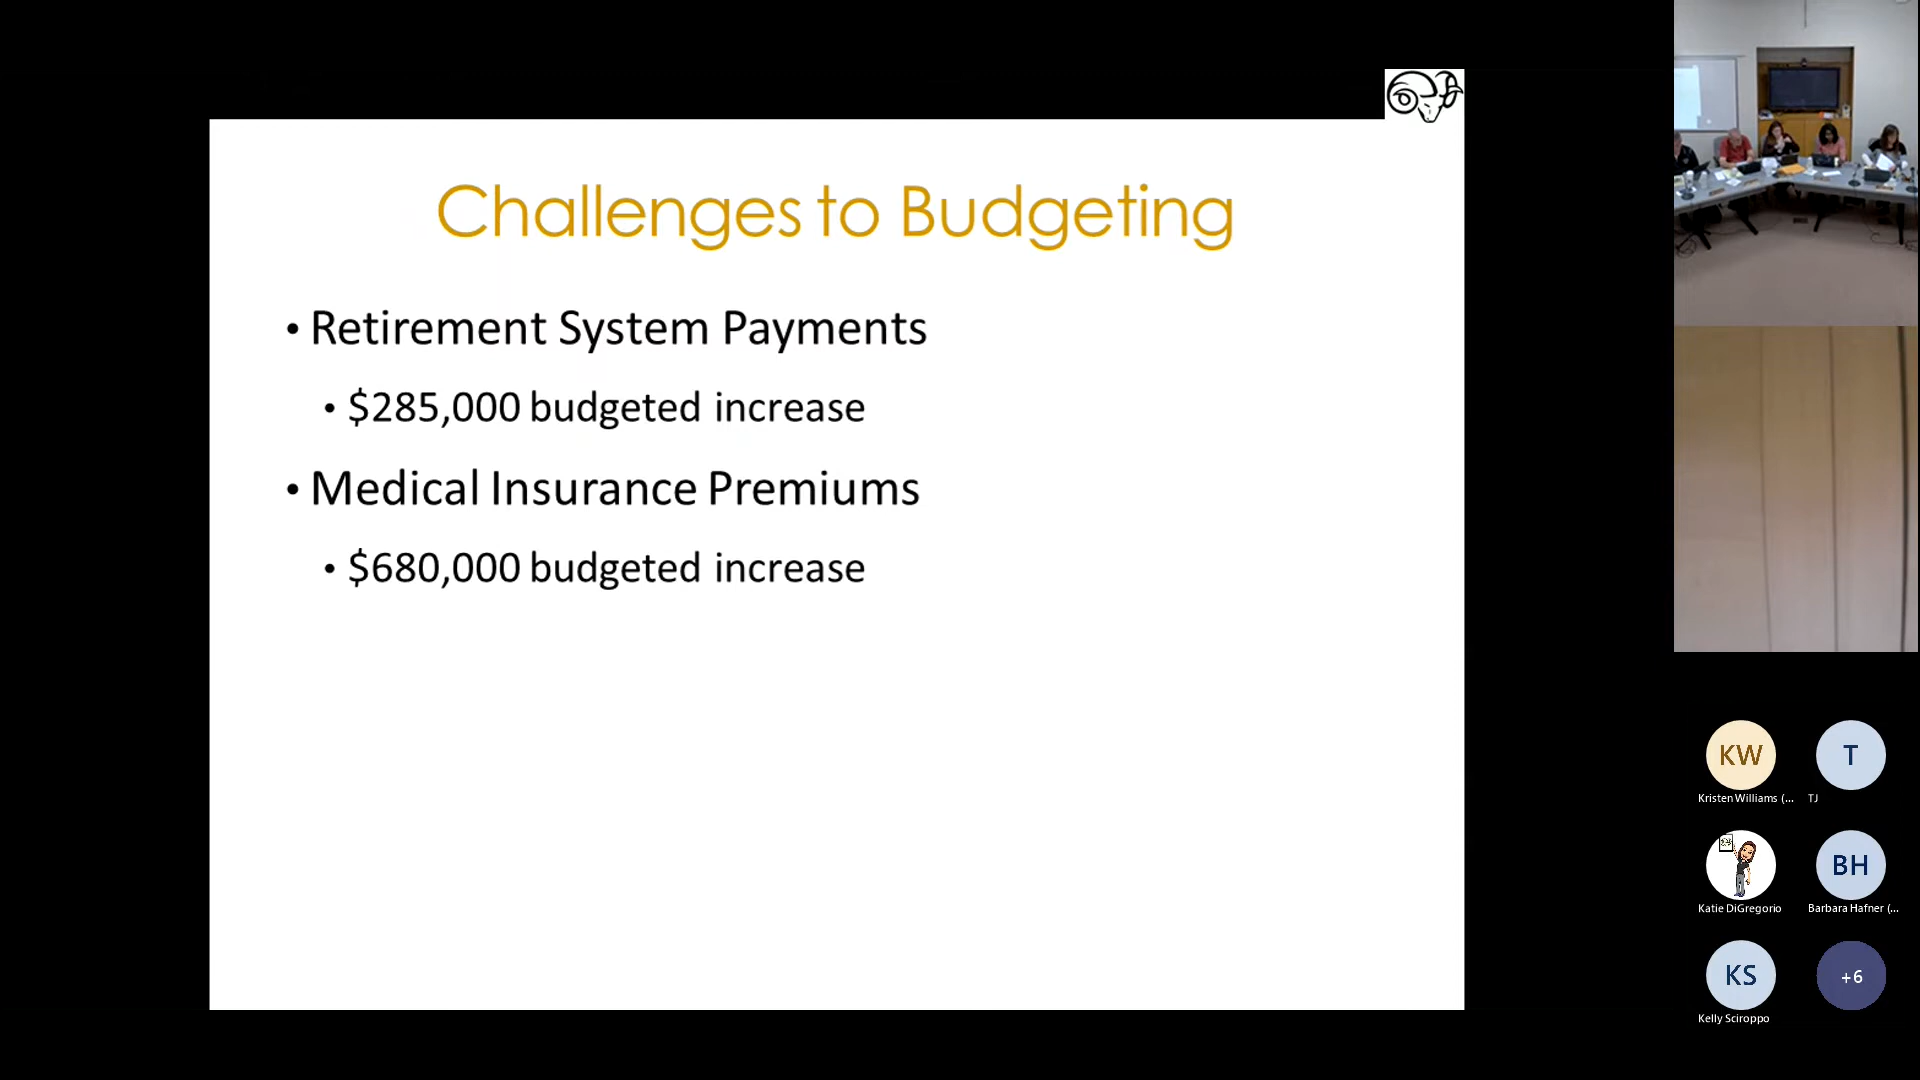 Challenges to Budgeting
• Retirement System Payments
• $285,000 budgeted increase
• Medical Insurance Premiums
• $680,000 budgeted increase
KW
Kristen Williams (...
T
TJ
Katie DiGregorio
BH
Barbara Hafner (...
KS
Kelly Sciroppo
+6